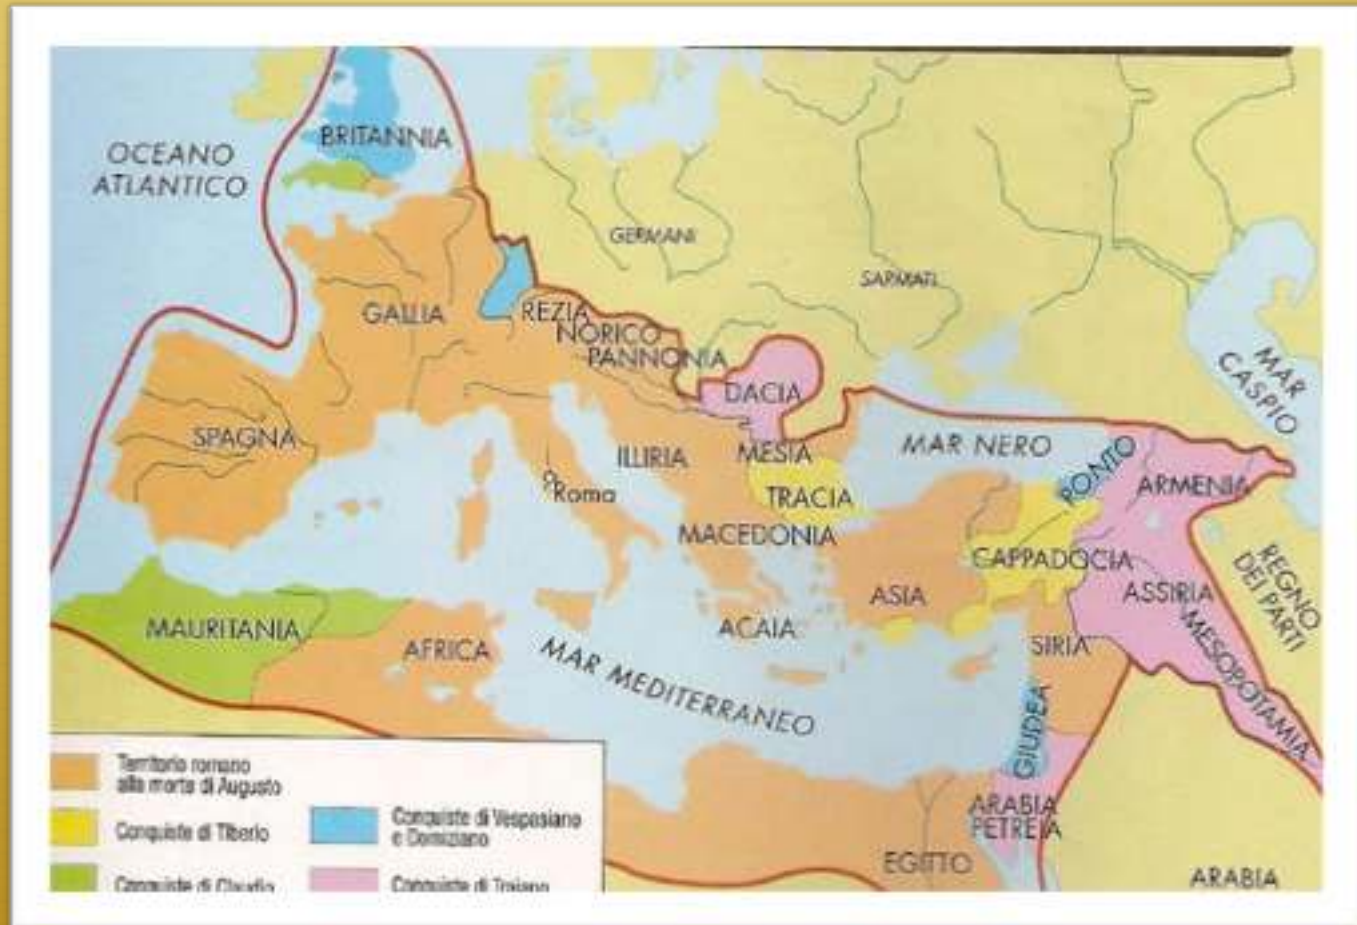 OCEANO
ATLANTICO
BRITANNIA
GERMANI
SARMATI
GALLIA
REZIA
NORICO
PANNONIA
DACIA
MAR
CASPIO
SPAGNA
ILLIRIA
MESIA
MAR NERO
PONTO
ARMENIA
Roma
TRACIA
MACEDONIA
CAPPADOCIA
REGNO
DEI PARTI
ASIA
ASSIRIA
MAURITANIA
AFRICA
ACAIA
SIRIA
MESOPOTAMIA
MAR MEDITERRANEO
GIUDEA
ARABIA
PETREIA
EGITTO
ARABIA
Territorio romano
alla morte di Augusto
Conquiste di Tiberio
Conquiste di Claudio
Conquiste di Vespasiano
e Domiziano
Conquiste di Traiano